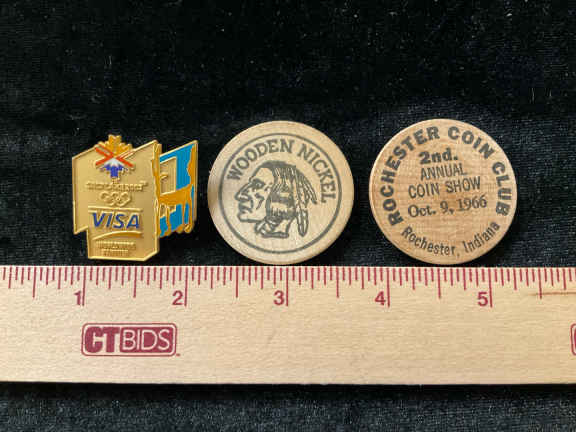 VISA
WOODEN NICKEL
ROCHESTER COIN CLUB
2nd.
ANNUAL
COIN SHOW
Oct. 9, 1966
Rochester, Indiana
1 2 3 4 5
CTBIDS